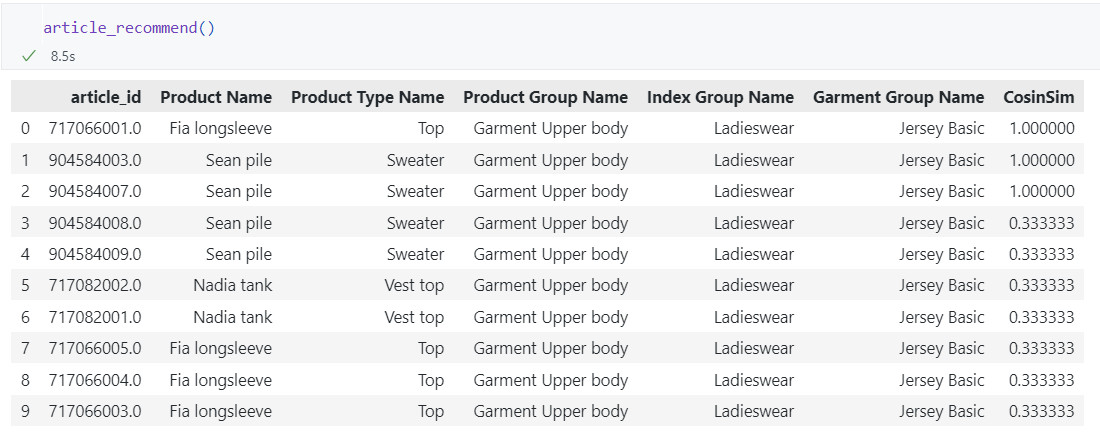 article_recommend()
8.5s
article_id Product Name Product Type Name Product Group Name Index Group Name Garment Group Name CosinSim
0 717066001.0 Fia longsleeve Top Garment Upper body Ladieswear Jersey Basic 1.000000
1 904584003.0 Sean pile Sweater Garment Upper body Ladieswear Jersey Basic 1.000000
2 904584007.0 Sean pile Sweater Garment Upper body Ladieswear Jersey Basic 1.000000
3 904584008.0 Sean pile Sweater Garment Upper body Ladieswear Jersey Basic 0.333333
4 904584009.0 Sean pile Sweater Garment Upper body Ladieswear Jersey Basic 0.333333
5 717082002.0 Nadia tank Vest top Garment Upper body Ladieswear Jersey Basic 0.333333
6 717082001.0 Nadia tank Vest top Garment Upper body Ladieswear Jersey Basic 0.333333
7 717066005.0 Fia longsleeve Top Garment Upper body Ladieswear Jersey Basic 0.333333
8 717066004.0 Fia longsleeve Top Garment Upper body Ladieswear Jersey Basic 0.333333
9 717066003.0 Fia longsleeve Top Garment Upper body Ladieswear Jersey Basic 0.333333